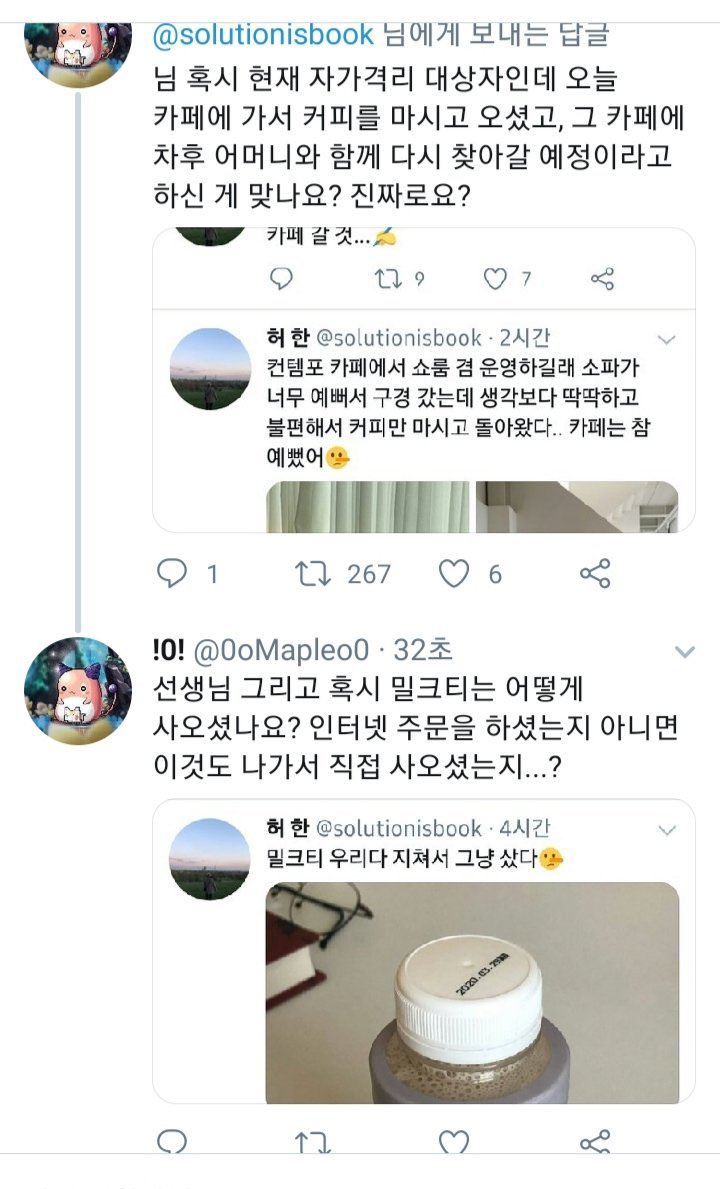 @solutionisbook 님에게 보내는 답글
님 혹시 현재 자가격리 대상자인데 오늘
카페에 가서 커피를 마시고 오셨고, 그 카페에
차후 어머니와 함께 다시 찾아갈 예정이라고
하신 게 맞나요? 진짜로요?
카페 갈 것...✍
9 7
허 한 @solutionisbook · 2시간
컨템포 카페에서 쇼룸 겸 운영하길래 소파가
너무 예뻐서 구경 갔는데 생각보다 딱딱하고
불편해서 커피만 마시고 돌아왔다.. 카페는 참
예뻤어🫤
1 267 6
!0! @0oMapleo0 · 32초
선생님 그리고 혹시 밀크티는 어떻게
사오셨나요? 인터넷 주문을 하셨는지 아니면
이것도 나가서 직접 사오셨는지...?
허 한 @solutionisbook · 4시간
밀크티 우리다 지쳐서 그냥 샀다
2020.03.29